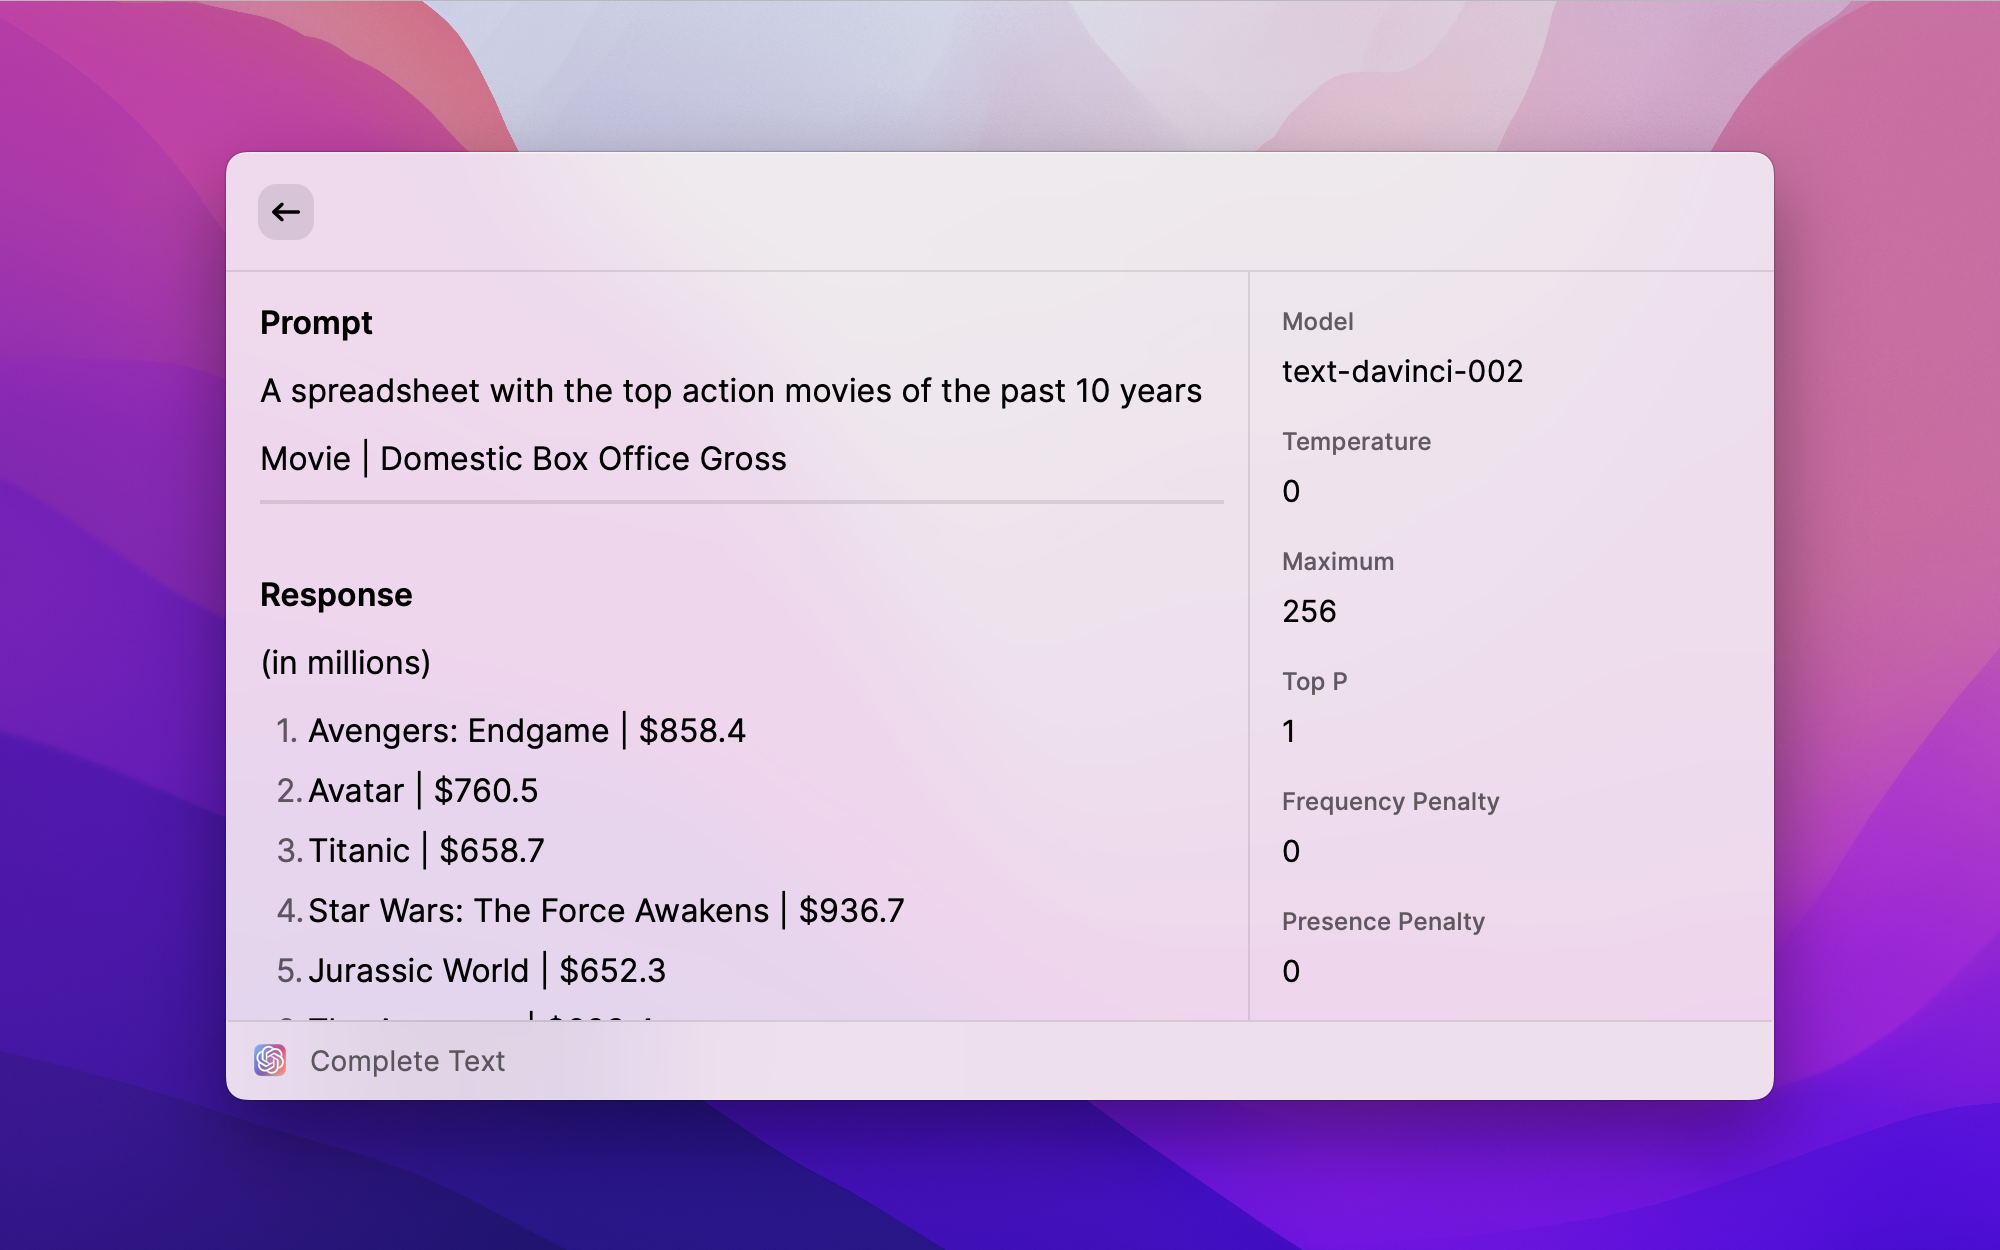 Prompt
A spreadsheet with the top action movies of the past 10 years
Movie | Domestic Box Office Gross
Response
(in millions)
1. Avengers: Endgame | $858.4
2. Avatar | $760.5
3. Titanic | $658.7
4. Star Wars: The Force Awakens | $936.7
5. Jurassic World | $652.3
Model
text-davinci-002
Temperature
0
Maximum
256
Top P
1
Frequency Penalty
0
Presence Penalty
0
Complete Text